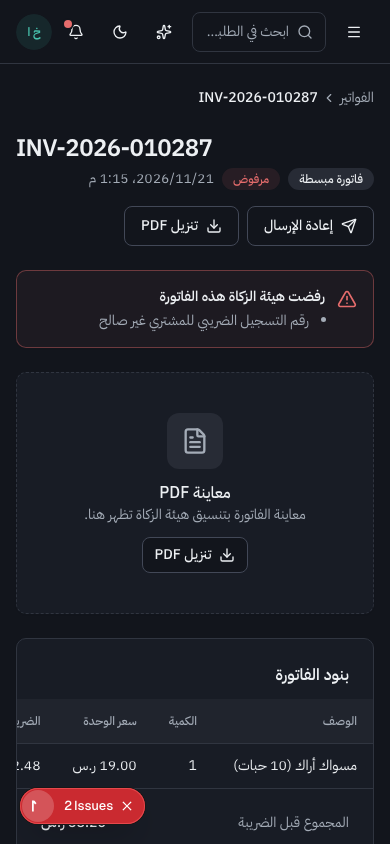 ابحث في الطلبـ...
خ ا
الفواتير
INV-2026-010287
INV-2026-010287
فاتورة مبسطة
مرفوض
2026/11/21، 1:15 م
إعادة الإرسال
تنزيل PDF
رفضت هيئة الزكاة هذه الفاتورة
• رقم التسجيل الضريبي للمشتري غير صالح
معاينة PDF
معاينة الفاتورة بتنسيق هيئة الزكاة تظهر هنا.
تنزيل PDF
بنود الفاتورة
الوصف الكمية سعر الوحدة
مسواك أراك (10 حبات) 1 19.00 ر.س 2.48
المجموع قبل الضريبة ر.س
2 Issues